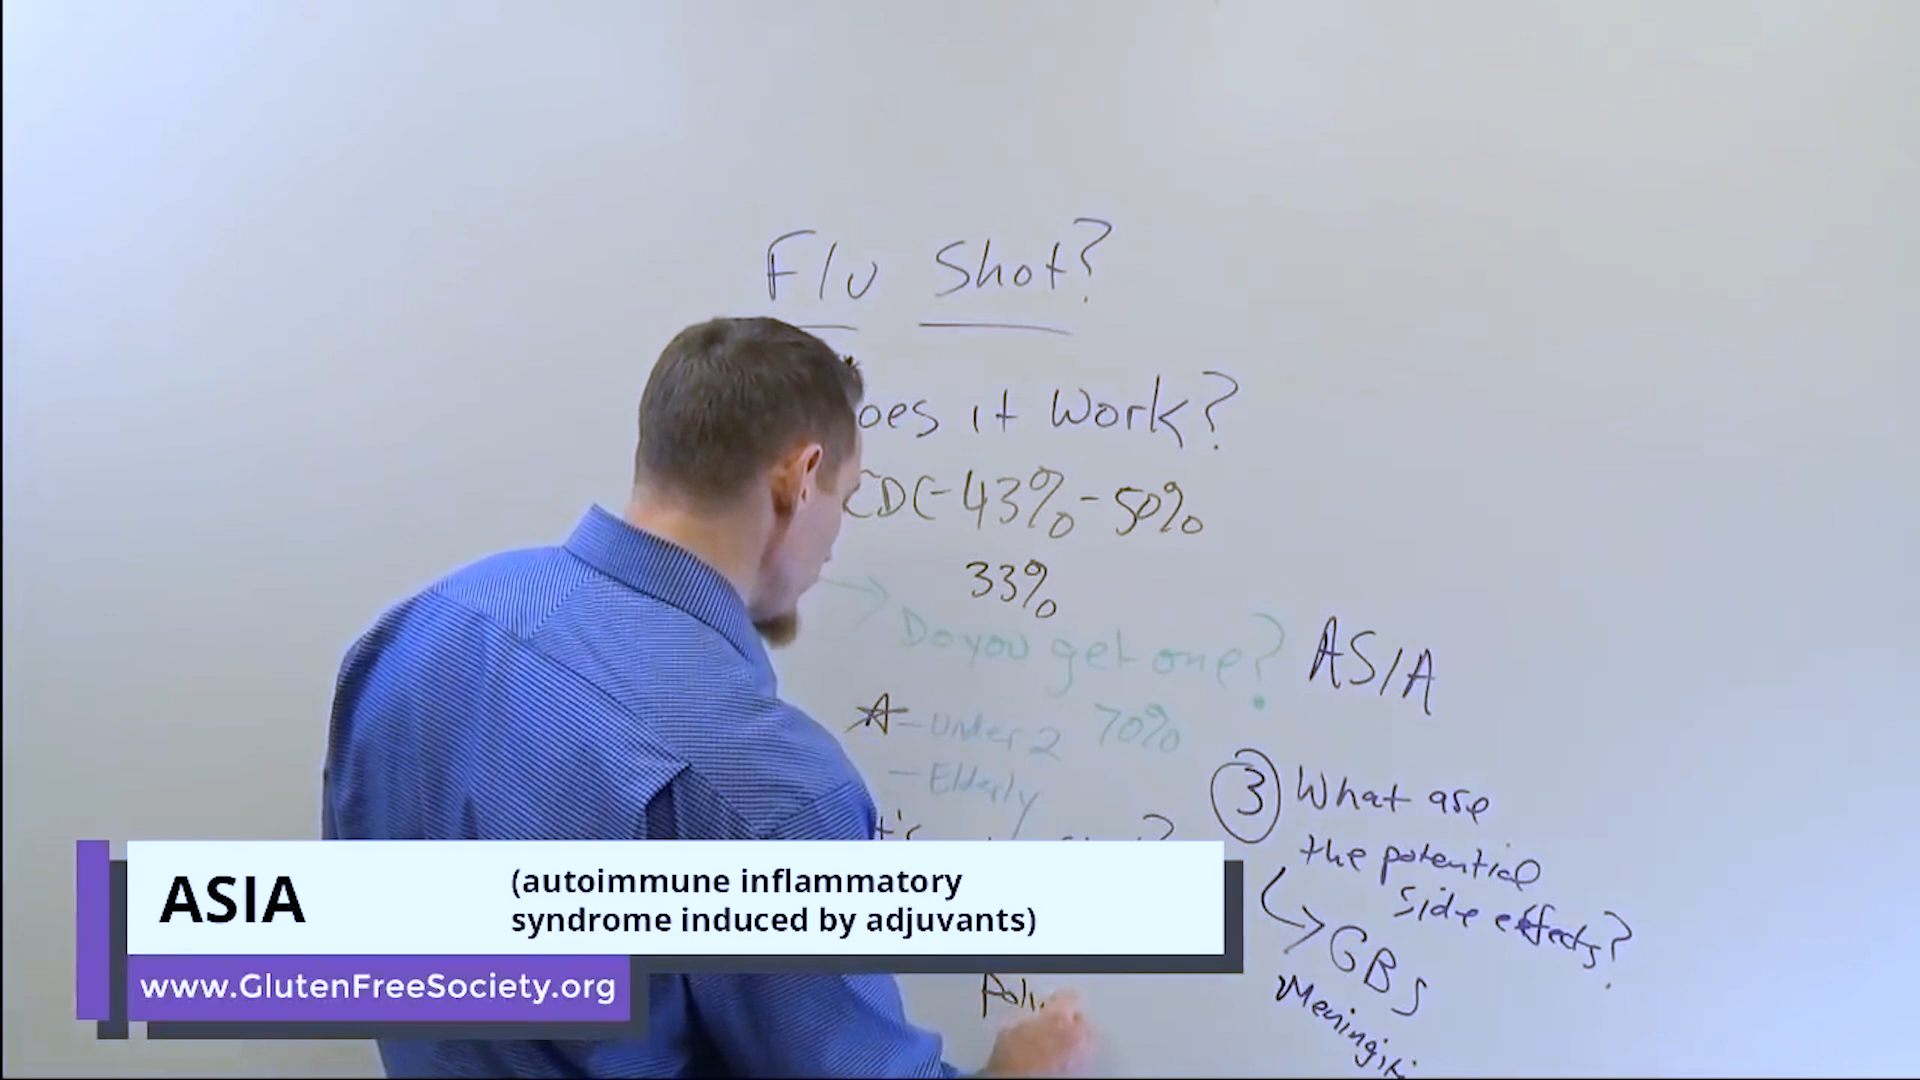 Flu Shot?
oes it Work?
CDC-43%-50%
33%
Do you get one?
ASIA
-under 2 70%
-Elderly
3 What are
the potential
side effects?
GBS
ASIA
(autoimmune inflammatory
syndrome induced by adjuvants)
www.GlutenFreeSociety.org